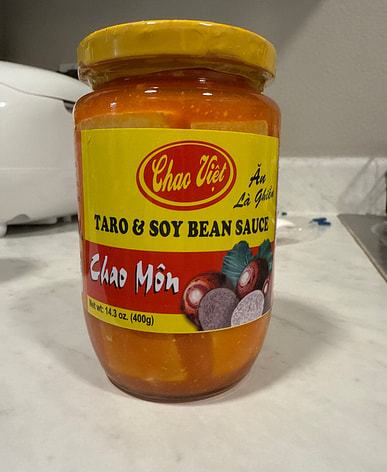 Chao Việt
Ăn
Là Ghiền
TARO & SOY BEAN SAUCE
Chao Môn
Net wt: 14.3 oz. (400g)